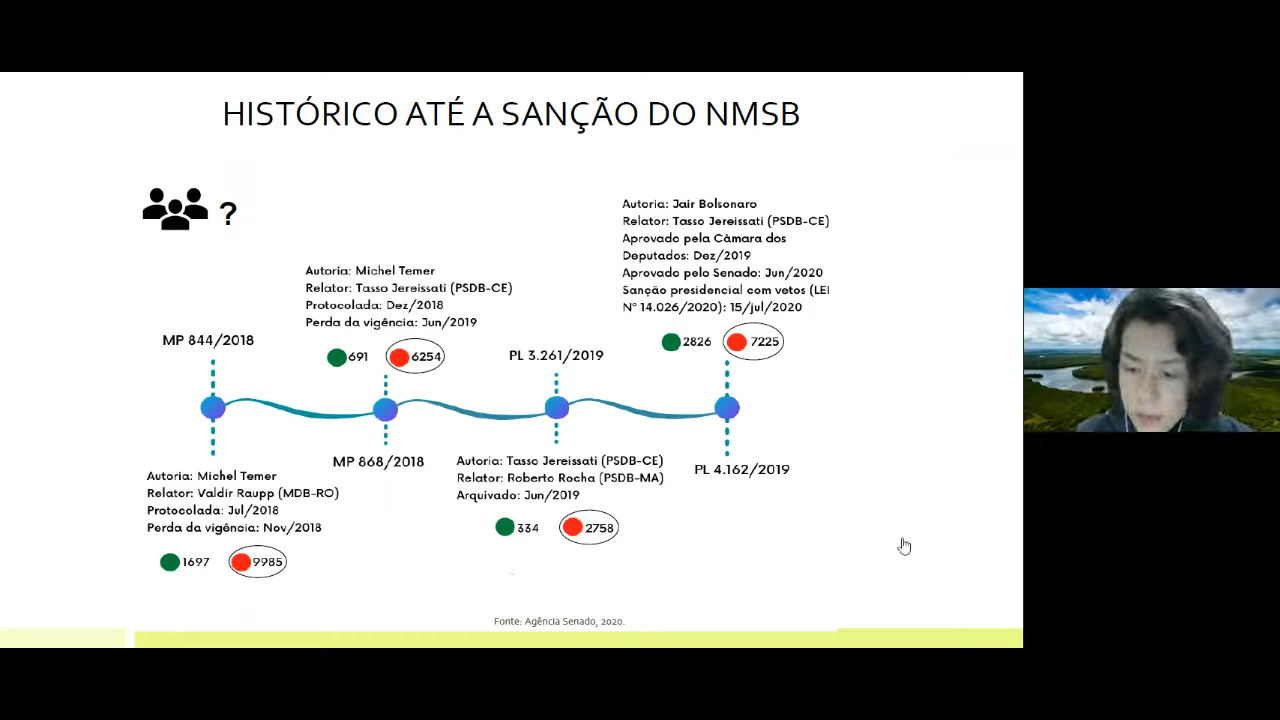 HISTÓRICO ATÉ A SANÇÃO DO NMSB
?
MP 844/2018
Autoria: Michel Temer
Relator: Valdir Raupp (MDB-RO)
Protocolada: Jul/2018
Perda da vigência: Nov/2018
1697 9985
Autoria: Michel Temer
Relator: Tasso Jereissati (PSDB-CE)
Protocolada: Dez/2018
Perda da vigência: Jun/2019
691 6254
MP 868/2018
PL 3.261/2019
Autoria: Tasso Jereissati (PSDB-CE)
Relator: Roberto Rocha (PSDB-MA)
Arquivado: Jun/2019
334 2758
Autoria: Jair Bolsonaro
Relator: Tasso Jereissati (PSDB-CE)
Aprovado pela Câmara dos
Deputados: Dez/2019
Aprovado pelo Senado: Jun/2020
Sanção presidencial com vetos (LEI
Nº 14.026/2020): 15/jul/2020
2826 7225
PL 4.162/2019
Fonte: Agência Senado, 2020.